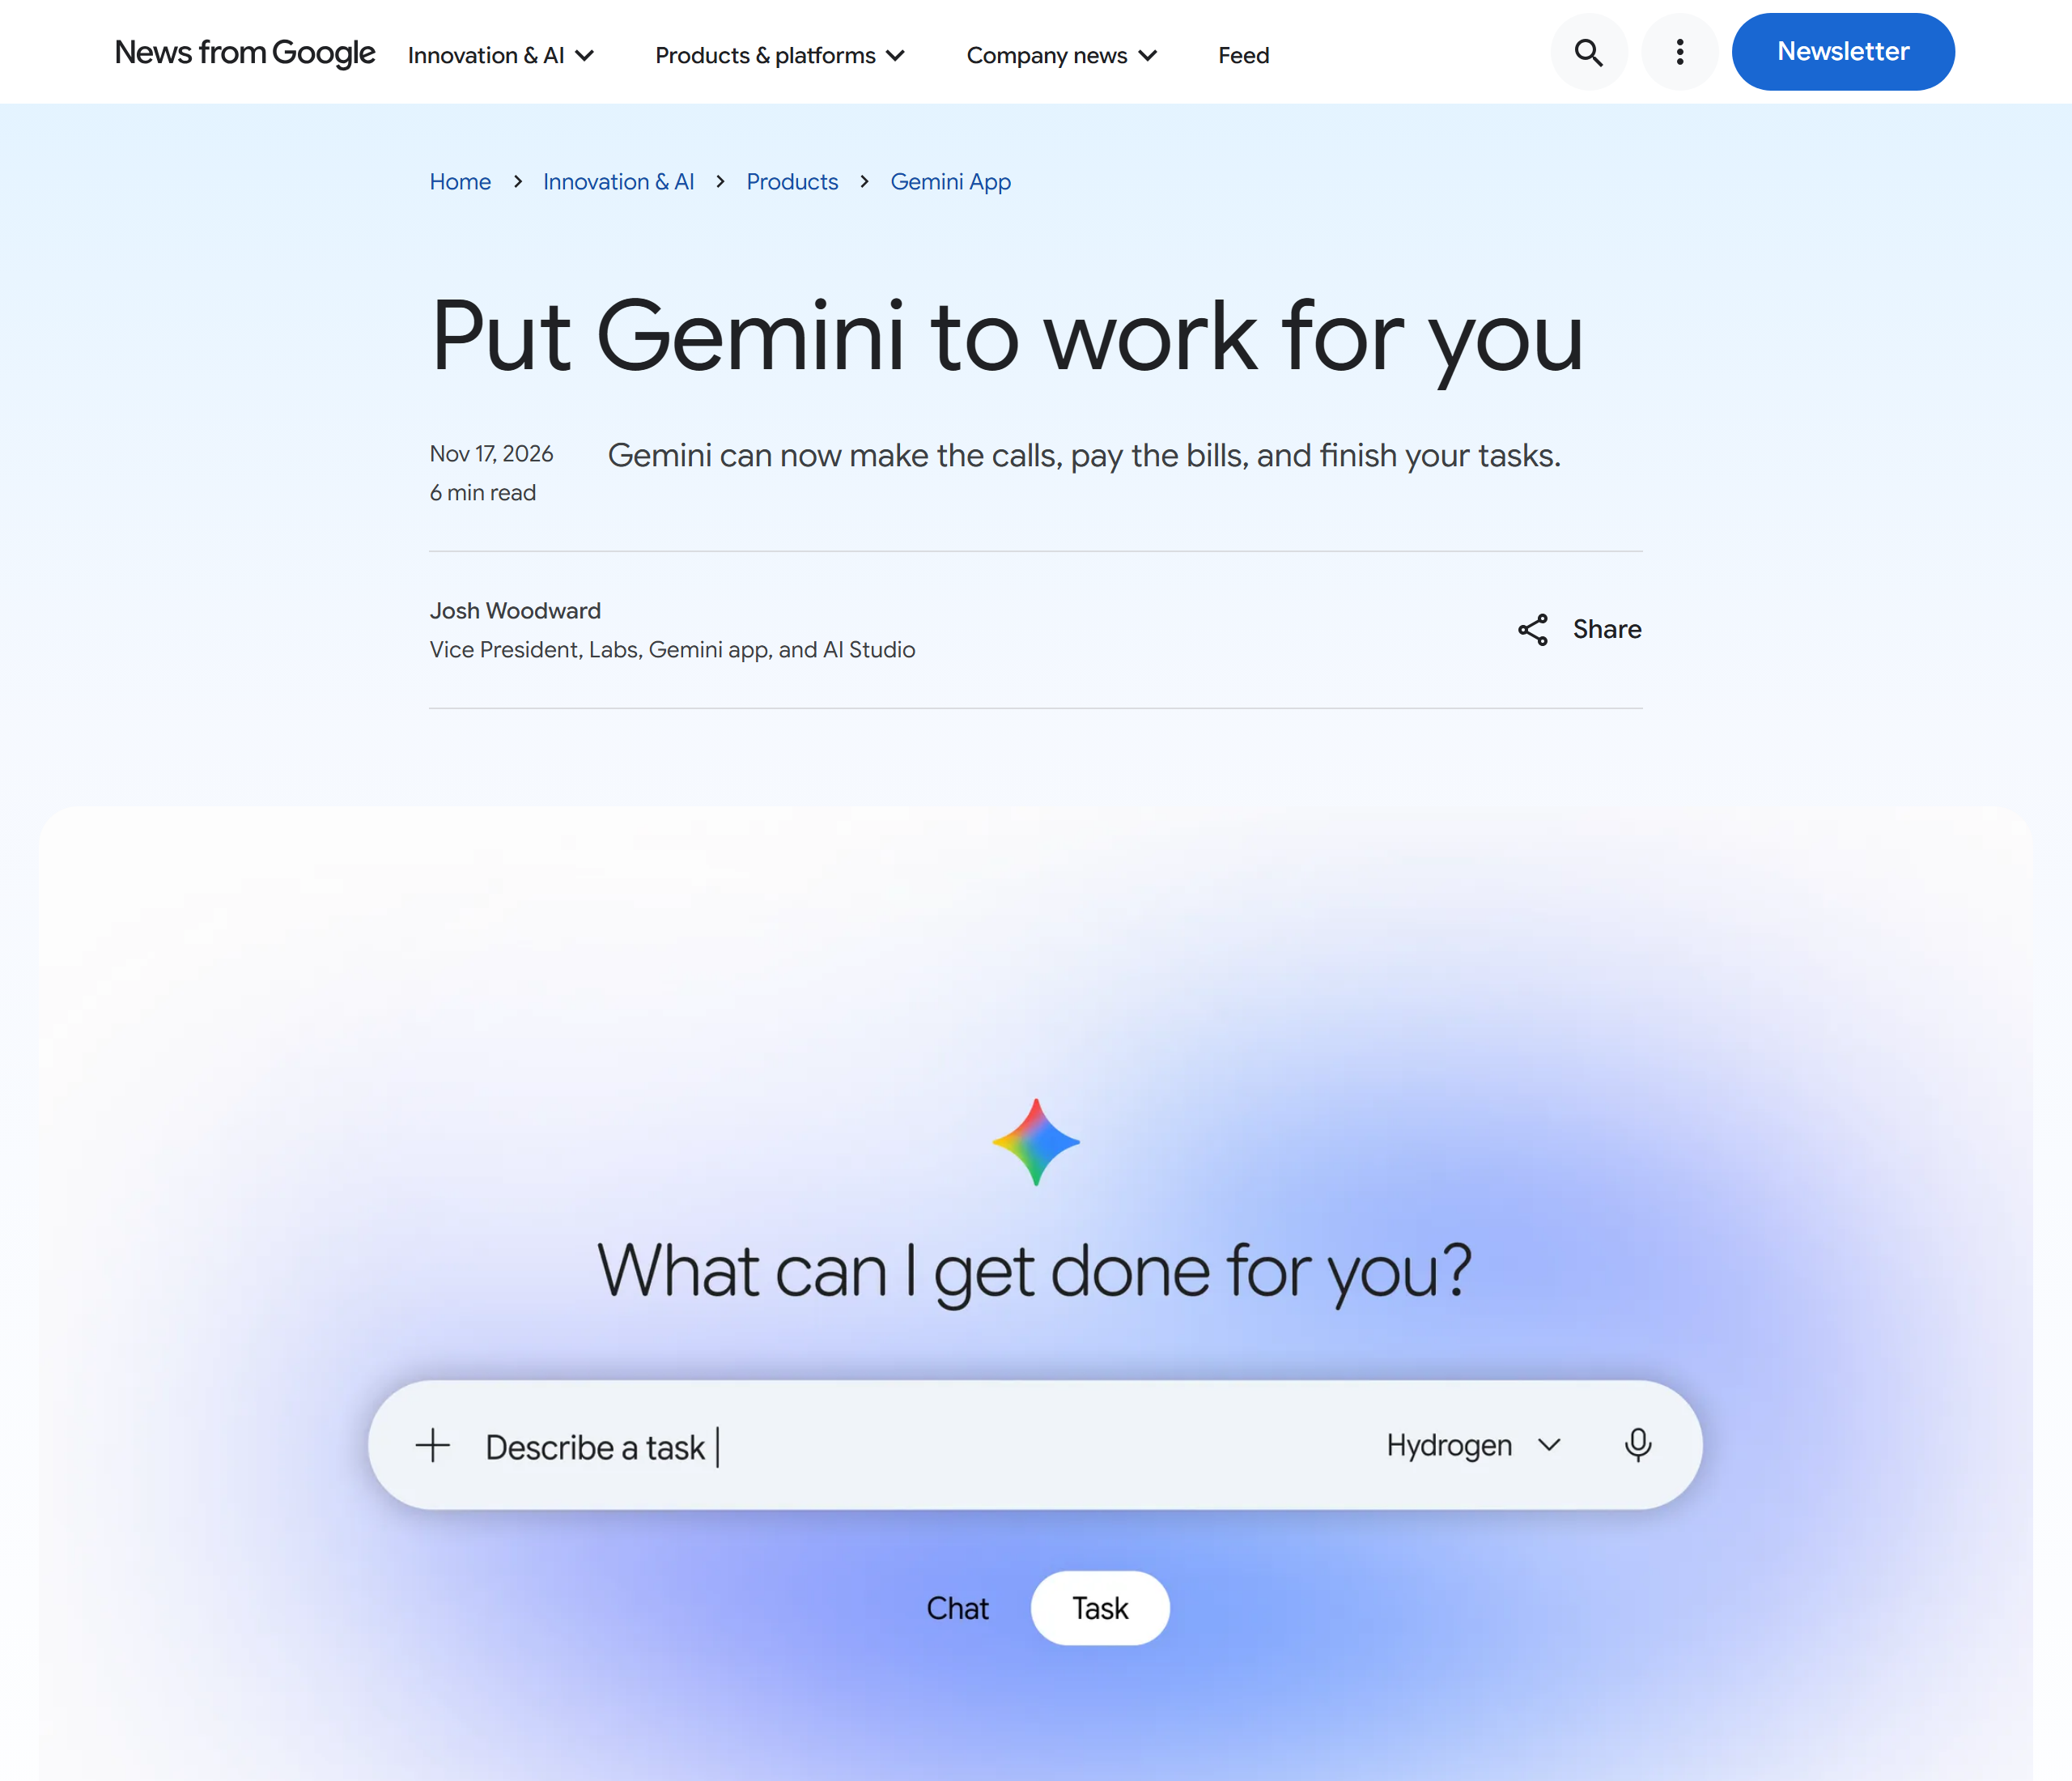 News from Google
Innovation & AI
Products & platforms
Company news
Feed
Newsletter
Home
Innovation & AI
Products
Gemini App
Put Gemini to work for you
Nov 17, 2026
6 min read
Gemini can now make the calls, pay the bills, and finish your tasks.
Josh Woodward
Vice President, Labs, Gemini app, and AI Studio
Share
What can I get done for you?
Describe a task
Hydrogen
Chat
Task